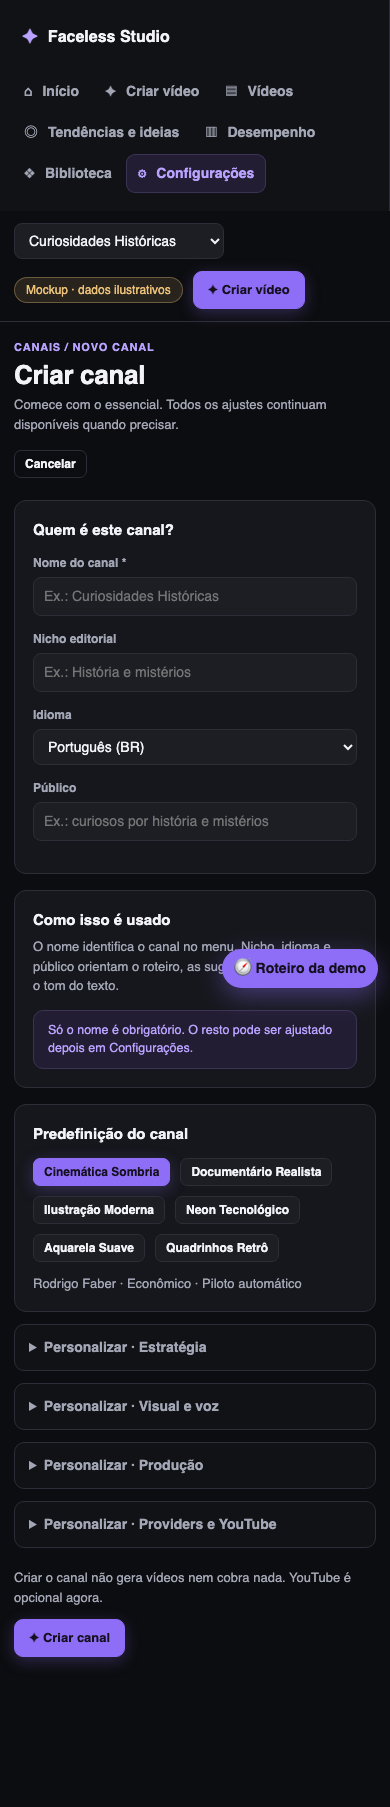 Faceless Studio
Início
Criar vídeo
Vídeos
Tendências e ideias
Desempenho
Biblioteca
Configurações
Curiosidades Históricas
Mockup · dados ilustrativos
✦ Criar vídeo
CANAIS / NOVO CANAL
Criar canal
Comece com o essencial. Todos os ajustes continuam
disponíveis quando precisar.
Cancelar
Quem é este canal?
Nome do canal *
Ex.: Curiosidades Históricas
Nicho editorial
Ex.: História e mistérios
Idioma
Português (BR)
Público
Ex.: curiosos por história e mistérios
Como isso é usado
O nome identifica o canal no menu. Nicho, idioma e
público orientam o roteiro, as
o tom do texto.
Roteiro da demo
Só o nome é obrigatório. O resto pode ser ajustado
depois em Configurações.
Predefinição do canal
Cinemática Sombria
Documentário Realista
Ilustração Moderna
Neon Tecnológico
Aquarela Suave
Quadrinhos Retrô
Rodrigo Faber · Econômico · Piloto automático
Personalizar · Estratégia
Personalizar · Visual e voz
Personalizar · Produção
Personalizar · Providers e YouTube
Criar o canal não gera vídeos nem cobra nada. YouTube é
opcional agora.
✦ Criar canal